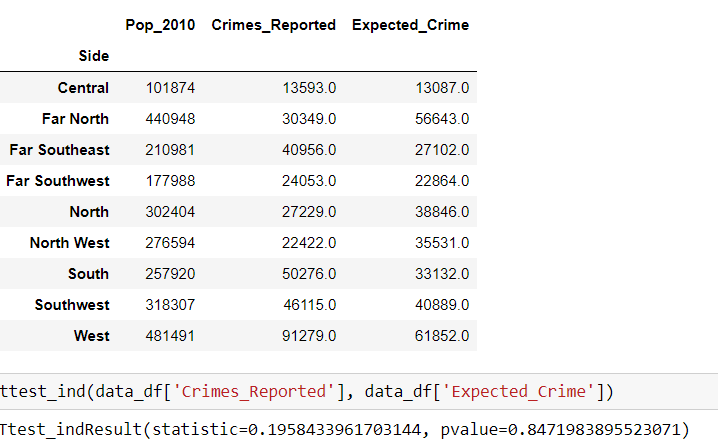 Pop_2010 Crimes_Reported Expected_Crime
Side
Central 101874 13593.0 13087.0
Far North 440948 30349.0 56643.0
Far Southeast 210981 40956.0 27102.0
Far Southwest 177988 24053.0 22864.0
North 302404 27229.0 38846.0
North West 276594 22422.0 35531.0
South 257920 50276.0 33132.0
Southwest 318307 46115.0 40889.0
West 481491 91279.0 61852.0
ttest_ind(data_df['Crimes_Reported'], data_df['Expected_Crime'])
Ttest_indResult(statistic=0.1958433961703144, pvalue=0.8471983895523071)